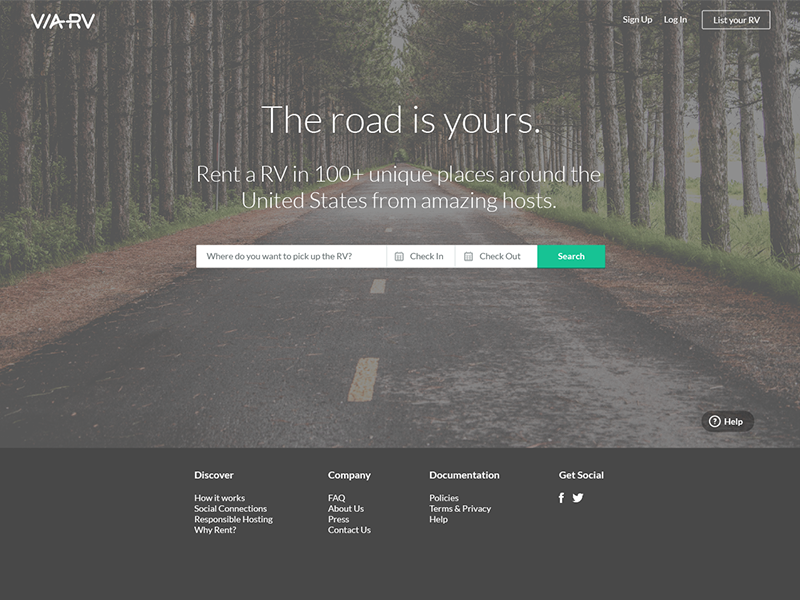 VIA-RV
Sign Up
Log In
List your RV
The road is yours.
Rent a RV in 100+ unique places around the
United States from amazing hosts.
Where do you want to pick up the RV?
Check In
Check Out
Search
? Help
Discover
How it works
Social Connections
Responsible Hosting
Why Rent?
Company
FAQ
About Us
Press
Contact Us
Documentation
Policies
Terms & Privacy
Help
Get Social